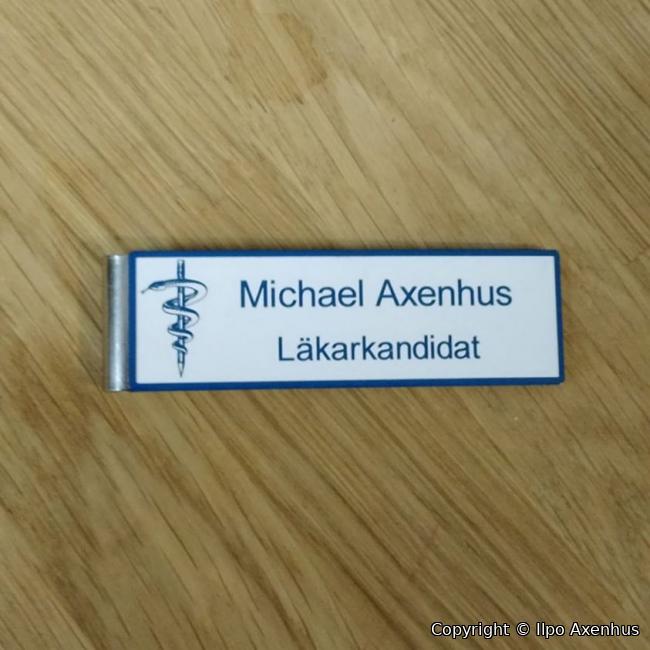 Michael Axenhus
Läkarkandidat
Copyright © Ilpo Axenhus